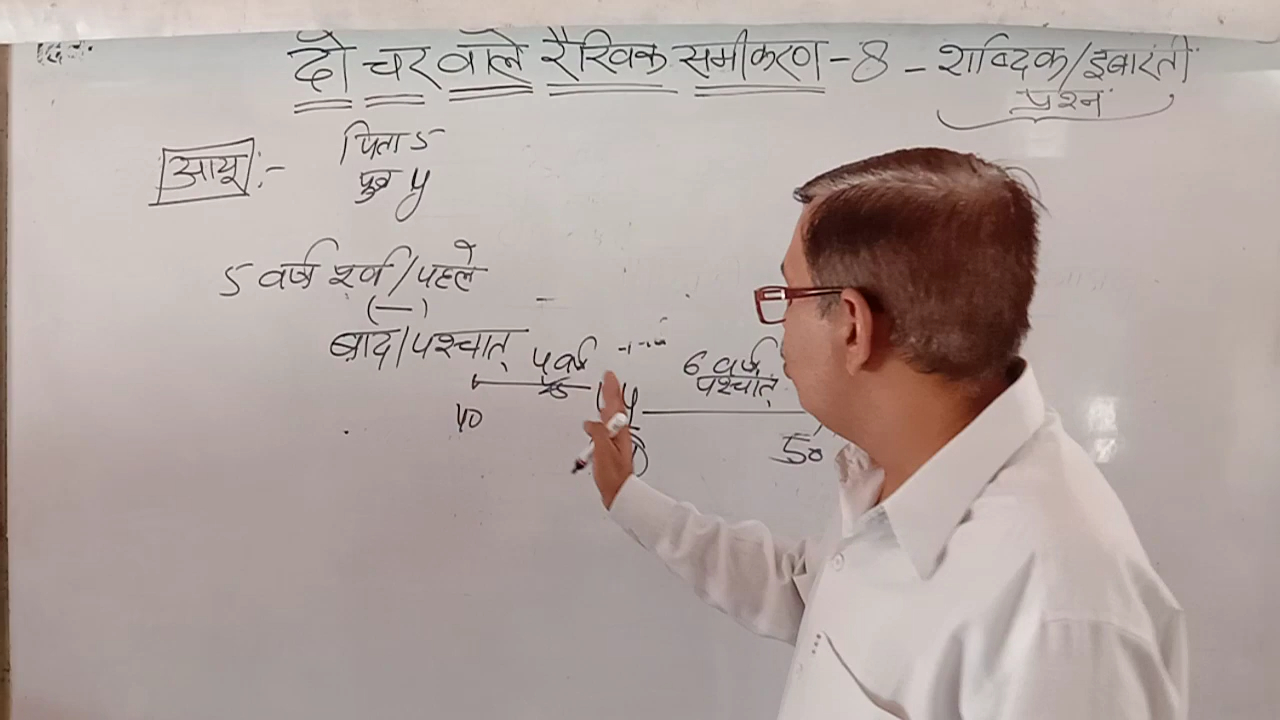 दो चर वाले रैखिक समीकरण - 8 - शाब्दिक/इबारती
प्रश्न
आयु :-
पिता 5
पुत्र y
5 वर्ष पूर्व/पहले
(-)
बाद/पश्चात्
4 वर्ष
6 वर्ष
पश्चात्
40
50